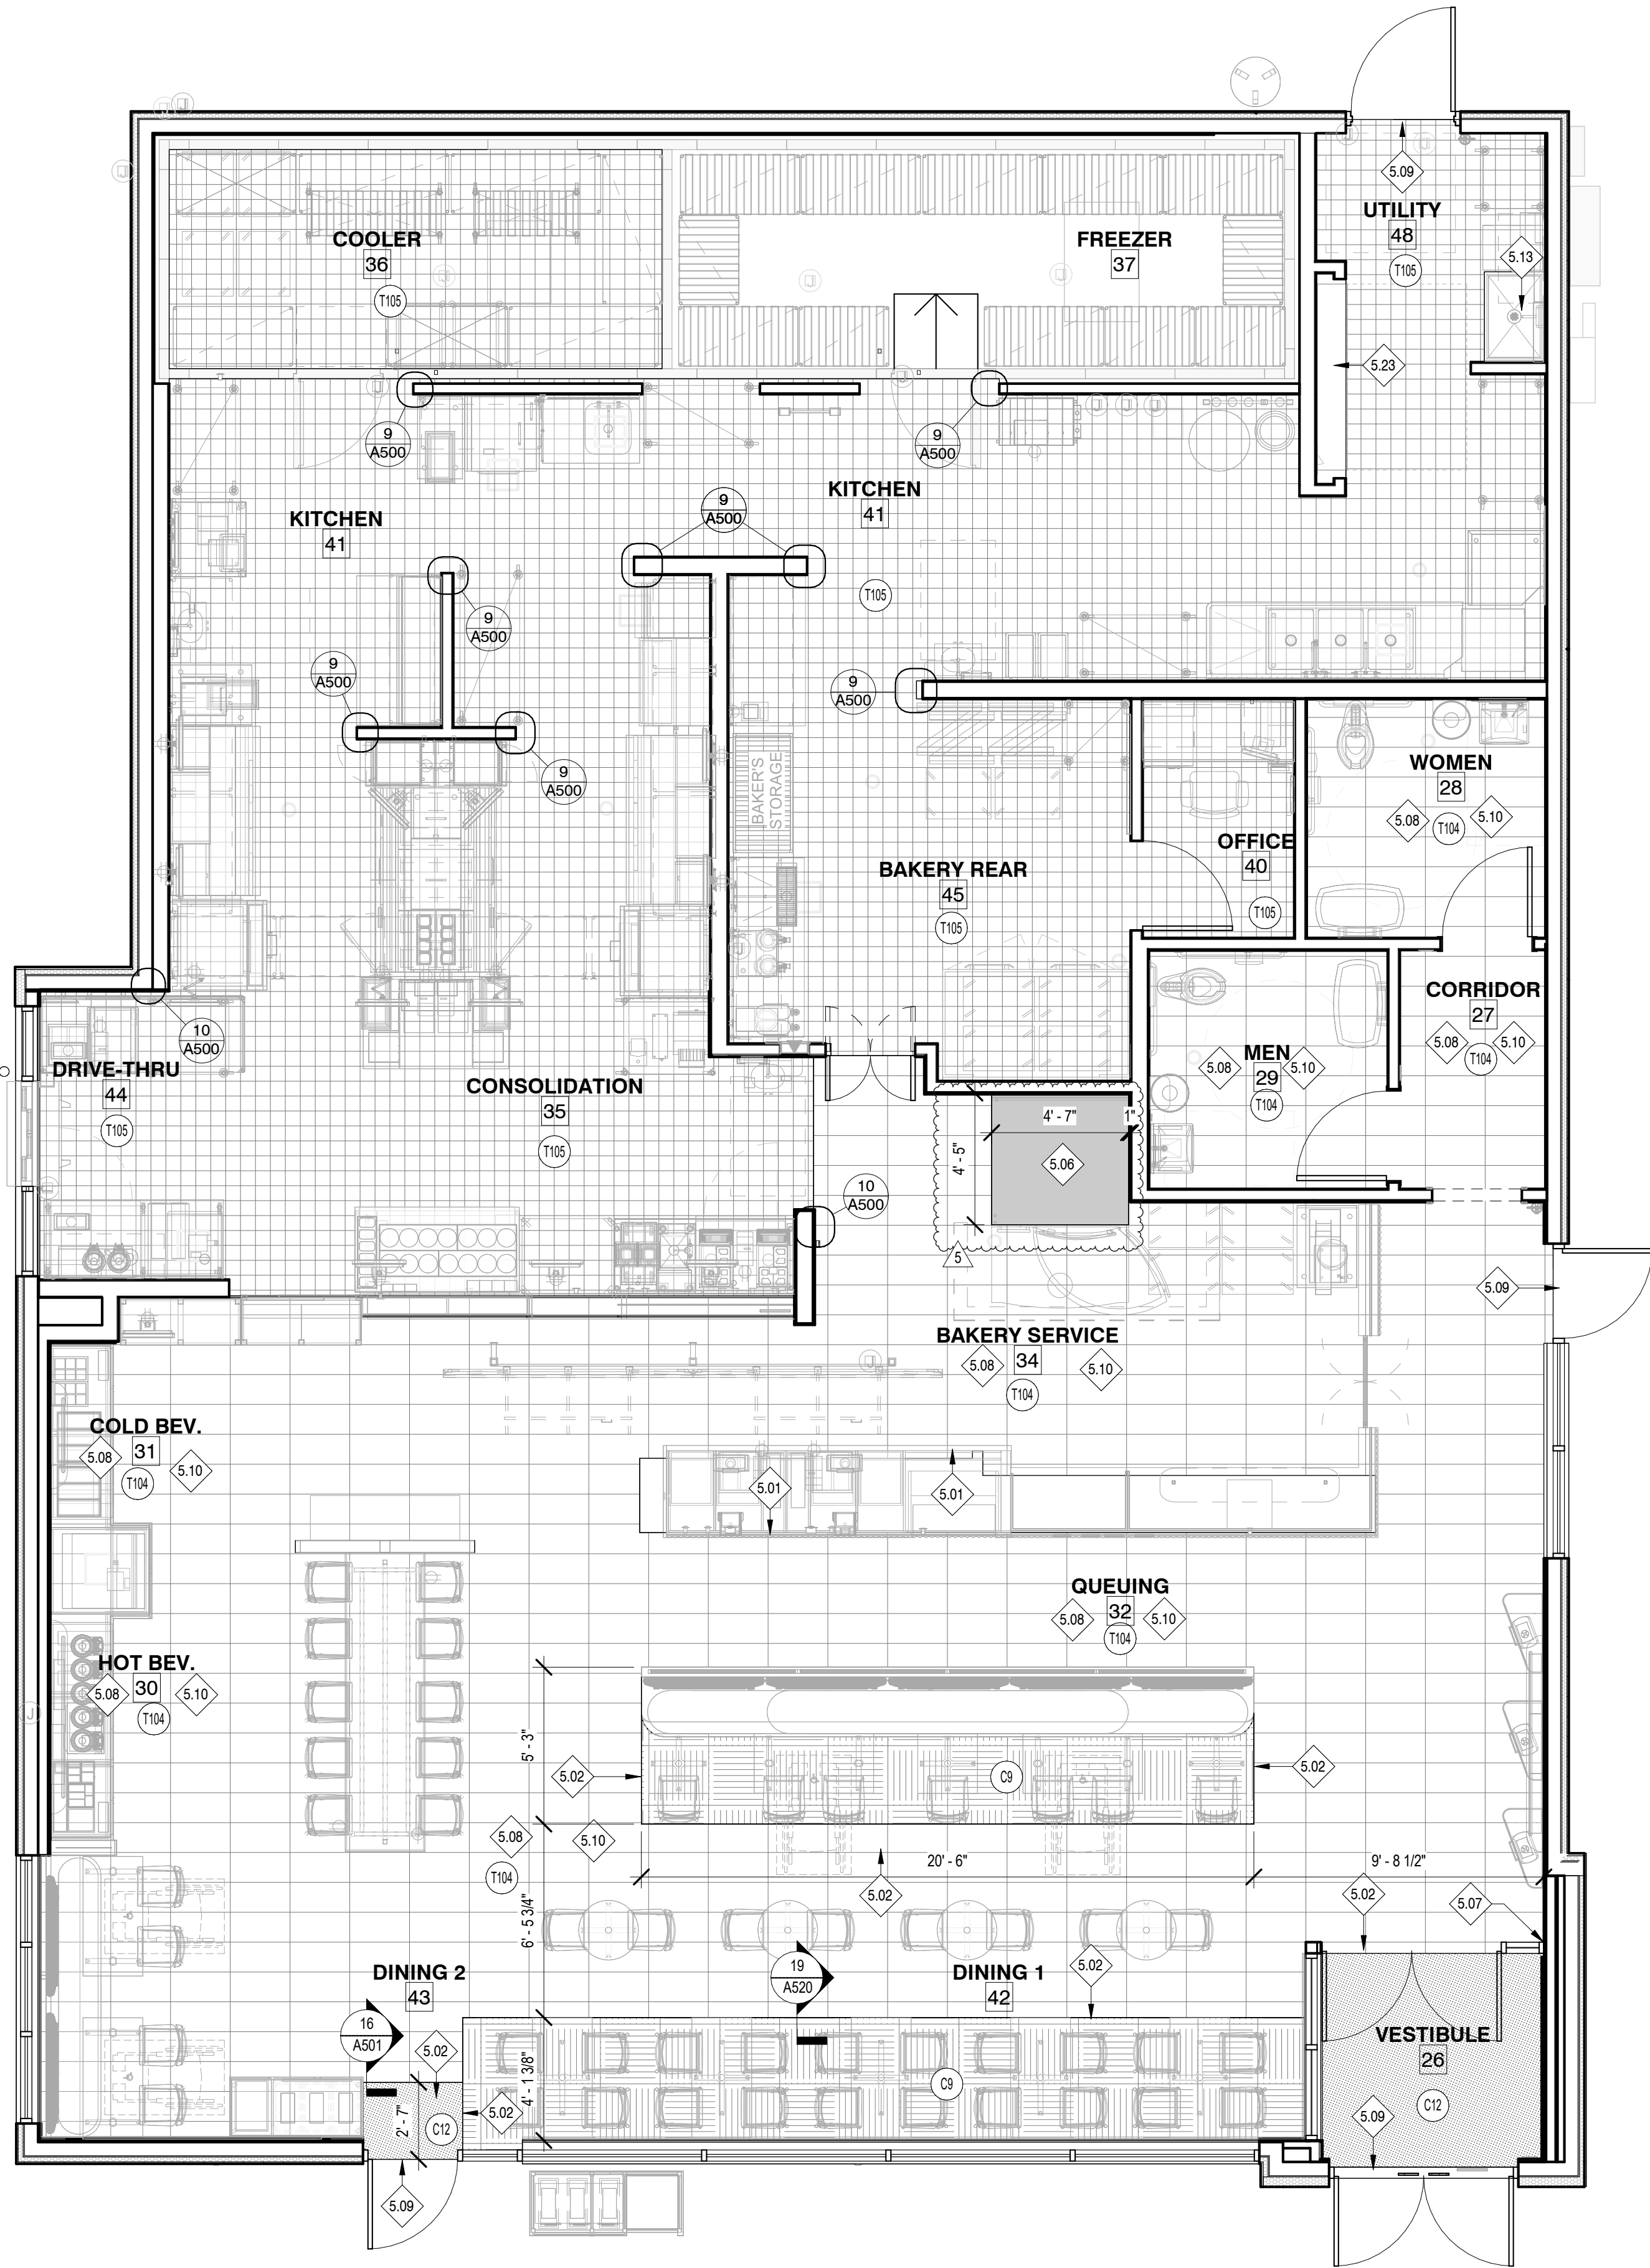 5.09
UTILITY
48
T105
5.13
COOLER
36
T105
FREEZER
37
5.23
9
A500
9
A500
KITCHEN
41
KITCHEN
41
9
A500
T105
9
A500
9
A500
9
A500
9
A500
BAKER'S
STORAGE
WOMEN
28
5.08
T104
5.10
OFFICE
40
T105
BAKERY REAR
45
T105
CORRIDOR
27
5.08
T104
5.10
10
A500
MEN
29
5.08
5.10
T104
DRIVE-THRU
44
T105
CONSOLIDATION
35
T105
4' - 7"
1"
4' - 5"
5.06
10
A500
5
5.09
BAKERY SERVICE
34
5.08
5.10
T104
COLD BEV.
31
5.08
5.10
T104
5.01
5.01
QUEUING
32
5.08
5.10
T104
HOT BEV.
30
5.08
5.10
T104
J
5' - 3"
5.02
C9
5.02
5.08
5.10
T104
20' - 6"
9' - 8 1/2"
5.02
5.02
5.07
6' - 5 3/4"
DINING 2
43
19
A520
DINING 1
42
5.02
16
A501
5.02
VESTIBULE
26
C12
4' - 1 3/8"
C9
5.02
2' - 7"
C12
5.09
5.09